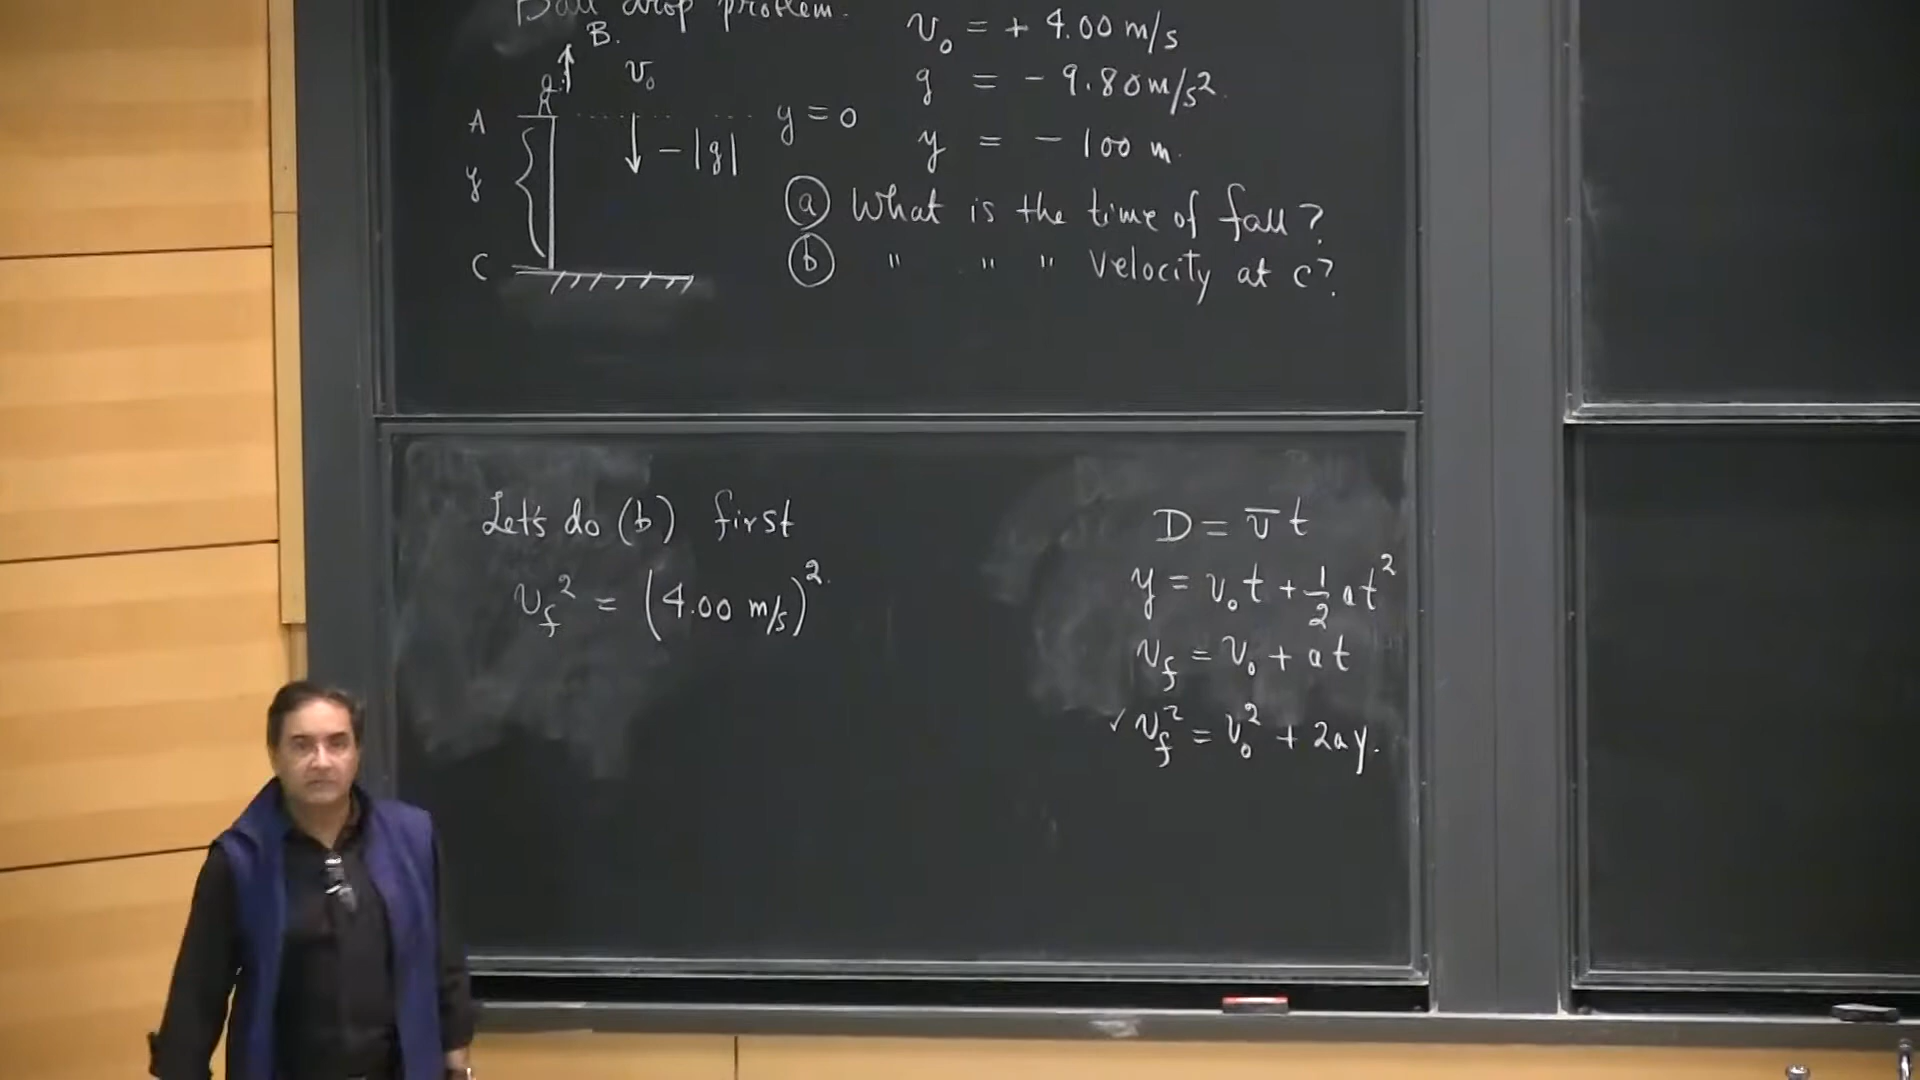 Ball drop problem.
B.
v₀
A
y = 0
- |g|
y
C
v₀ = + 4.00 m/s
g = - 9.80 m/s².
y = - 100 m.
(a) What is the time of fall?
(b) " " " velocity at c?
Let's do (b) first
v_f² = (4.00 m/s)².
D = v̄ t
y = v₀ t + 1/2 at²
v_f = v₀ + at
✓ v_f² = v₀² + 2ay.